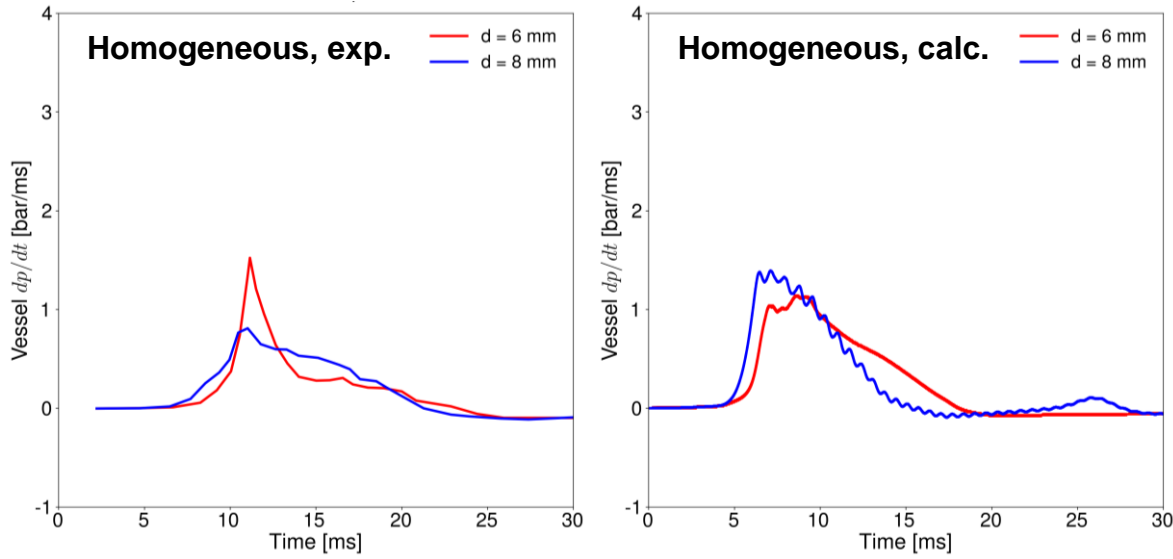 Homogeneous, exp.
d = 6 mm
d = 8 mm
Vessel dp/dt [bar/ms]
4
3
2
1
0
-1
0 5 10 15 20 25 30
Time [ms]
Homogeneous, calc.
d = 6 mm
d = 8 mm
Vessel dp/dt [bar/ms]
4
3
2
1
0
-1
0 5 10 15 20 25 30
Time [ms]